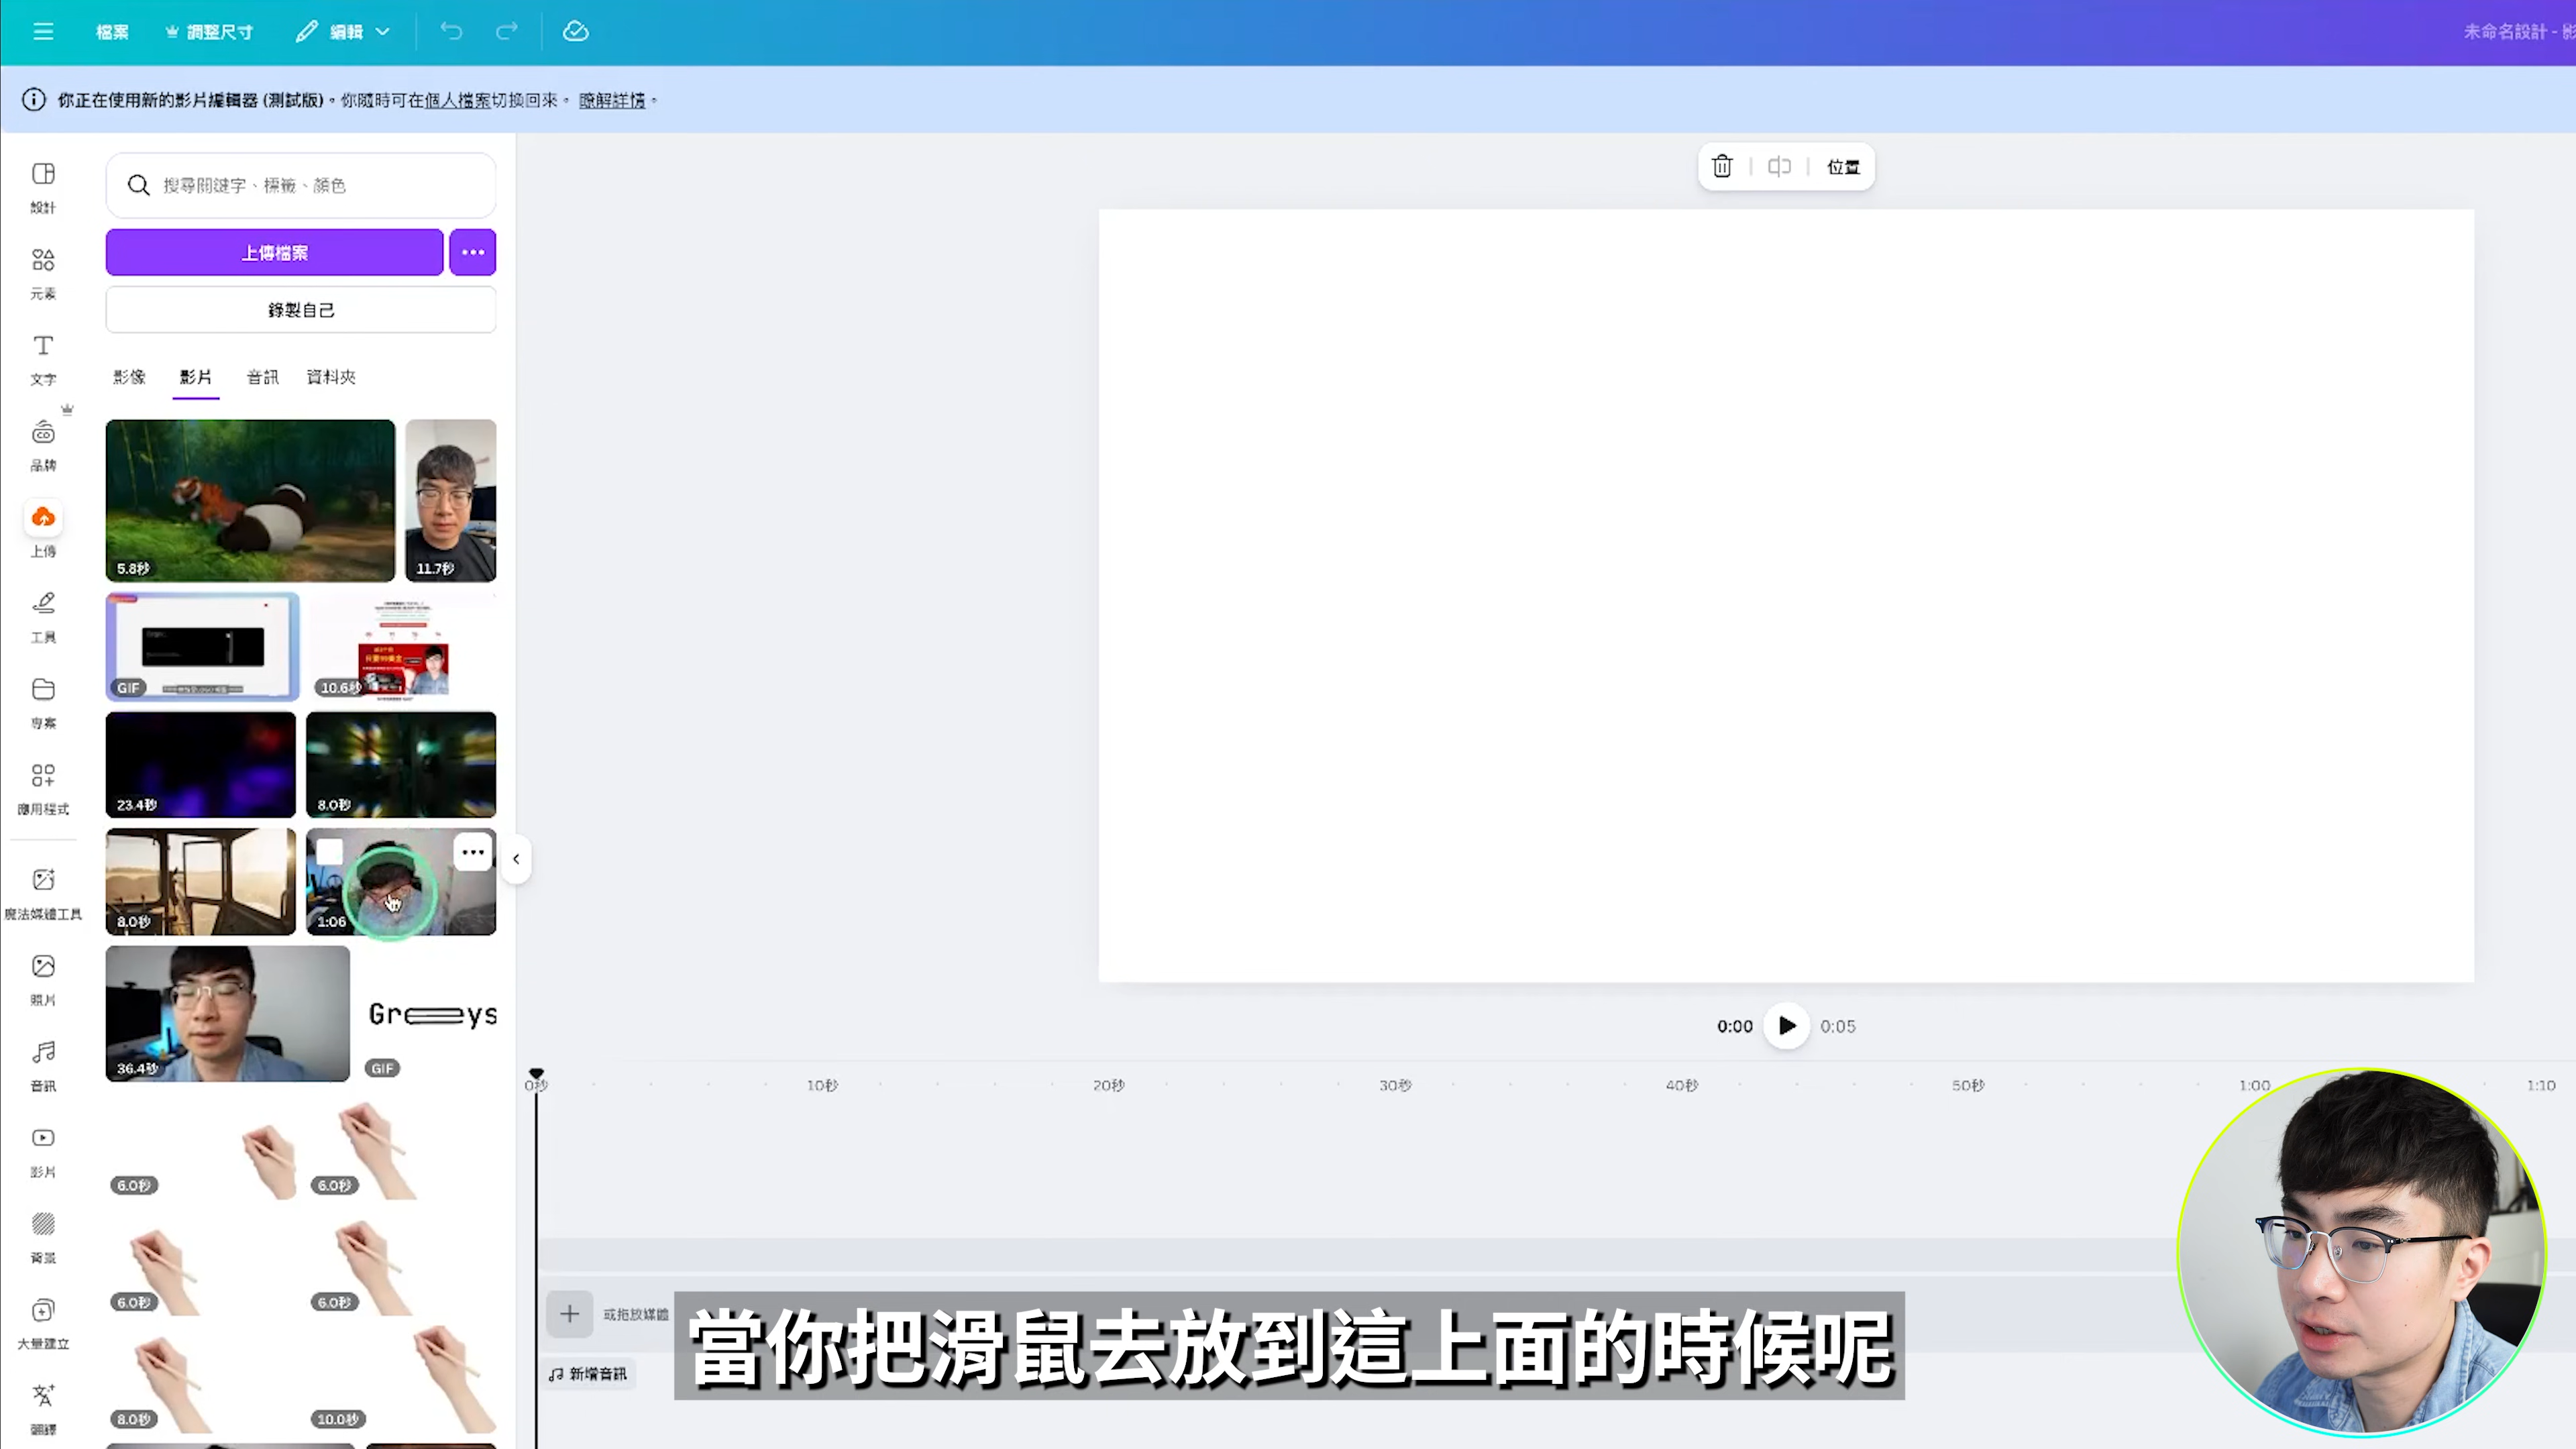 檔案
調整尺寸
編輯
未命名設計 - 影
你正在使用新的影片編輯器 (測試版)。你隨時可在個人檔案切換回來。 瞭解詳情。
設計
元素
文字
品牌
上傳
工具
專案
應用程式
魔法媒體工具
照片
音訊
影片
背景
大量建立
翻譯
搜尋關鍵字、標籤、顏色
上傳檔案
錄製自己
影像 影片 音訊 資料夾
5.8秒 11.7秒
GIF 10.6秒
23.4秒 8.0秒
8.0秒 1:06
36.4秒 GIF
Gr ys
6.0秒 6.0秒
6.0秒 6.0秒
8.0秒 10.0秒
位置
0:00 0:05
0秒 10秒 20秒 30秒 40秒 50秒 1:00 1:10
或拖放媒體
新增音訊
當你把滑鼠去放到這上面的時候呢